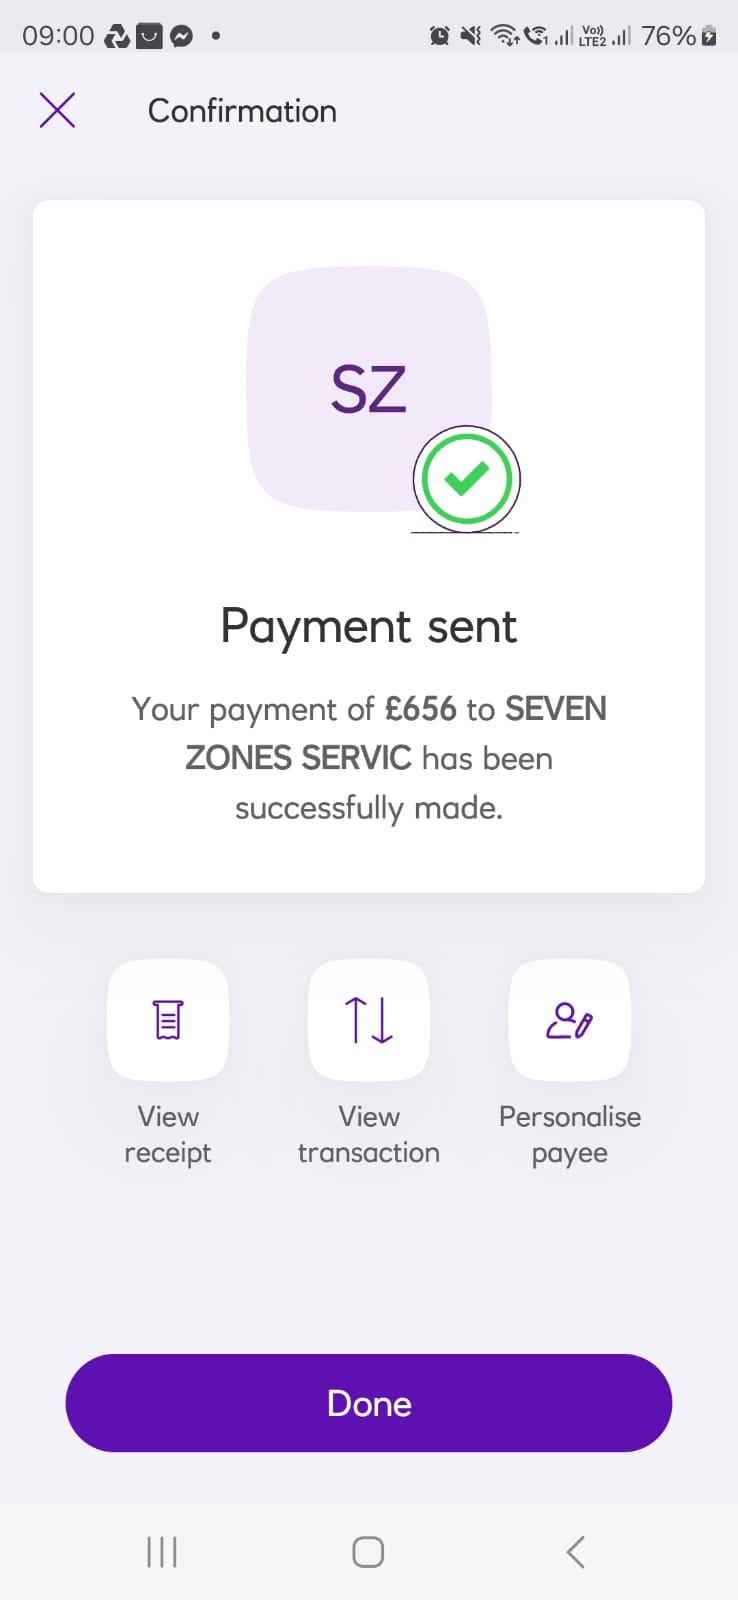 09:00
Vo))
LTE2
76%
Confirmation
SZ
Payment sent
Your payment of £656 to SEVEN
ZONES SERVIC has been
successfully made.
View
receipt
View
transaction
Personalise
payee
Done